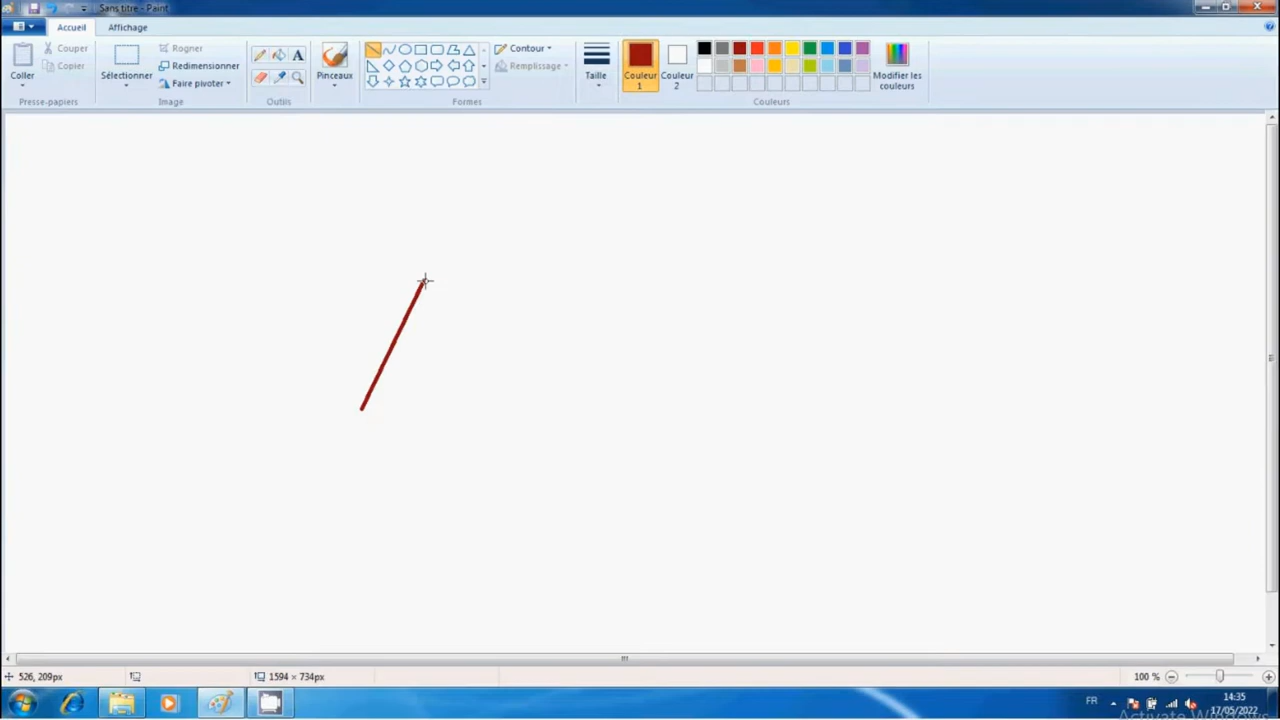 Sans titre - Paint
Accueil
Affichage
Coller
Couper
Copier
Presse-papiers
Sélectionner
Rogner
Redimensionner
Faire pivoter
Image
A
Outils
Pinceaux
Formes
Contour
Remplissage
Taille
Couleur 1
Couleur 2
Couleurs
Modifier les couleurs
526, 209px
1594 × 734px
100 %
FR
14:35
17/05/2022
Activate Windows